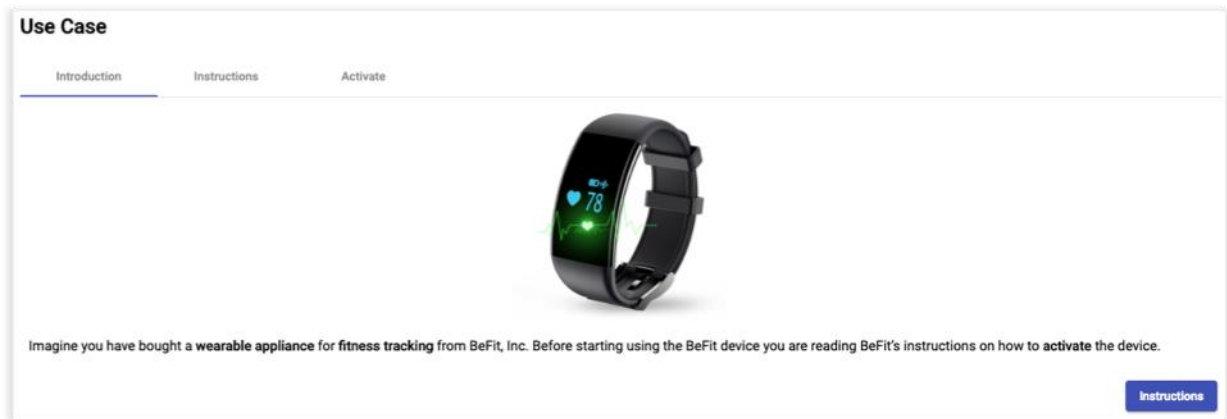 Use Case
Introduction
Instructions
Activate
78
Imagine you have bought a wearable appliance for fitness tracking from BeFit, Inc. Before starting using the BeFit device you are reading BeFit's instructions on how to activate the device.
Instructions